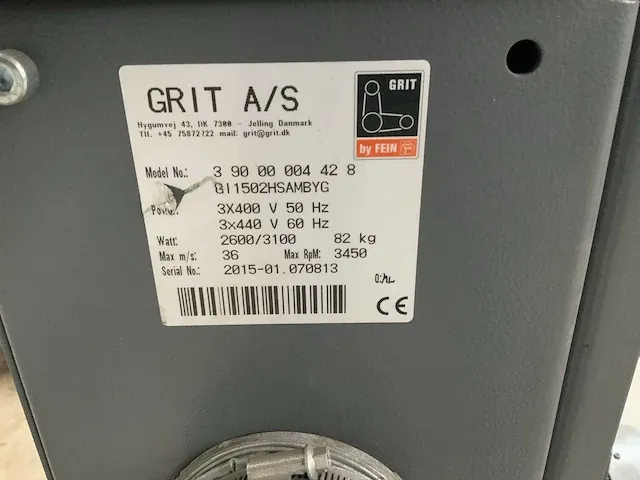 GRIT A/S
Hygumvej 43, DK 7300 - Jelling Danmark
Tlf. +45 75872222 mail: grit@grit.dk
GRIT
by FEIN
Model No.: 3 90 00 004 42 8
GI1502HSAMBYG
Power: 3X400 V 50 Hz
3x440 V 60 Hz
Watt: 2600/3100 82 kg
Max m/s: 36 Max RpM: 3450
Serial No.: 2015-01.070813
Q:
CE